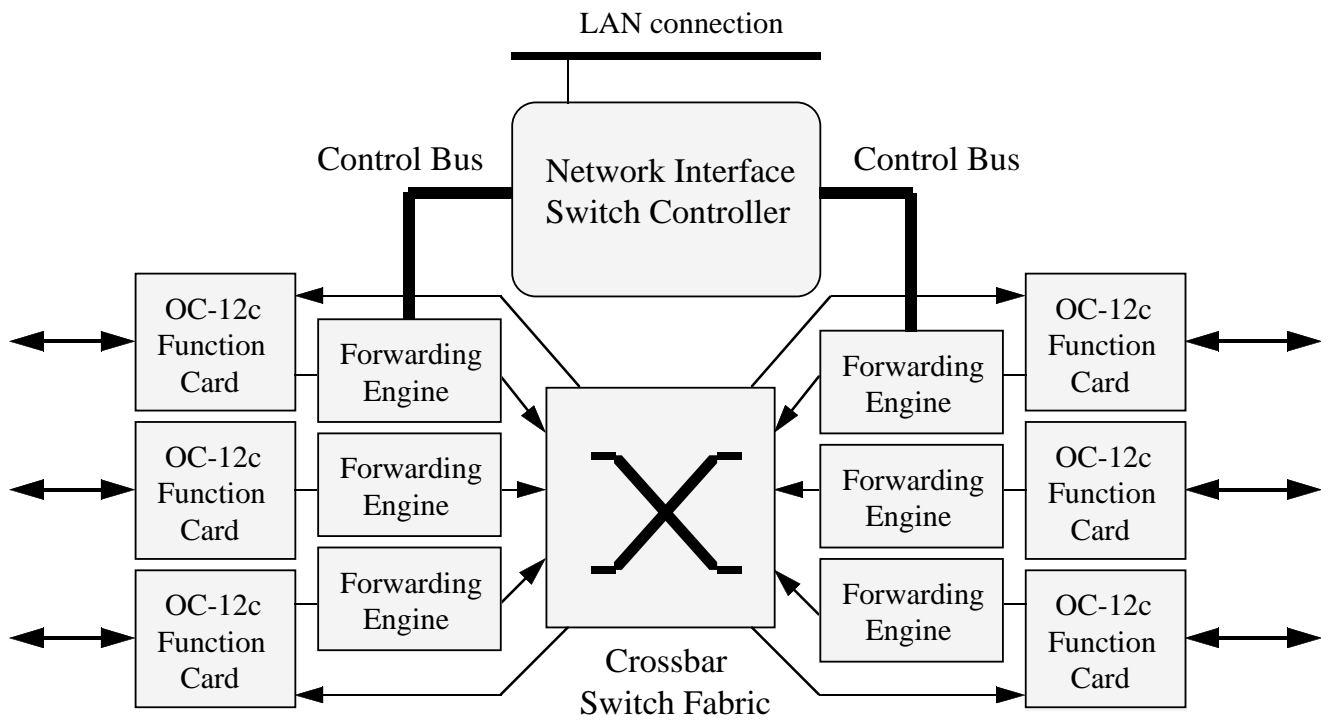 LAN connection
Control Bus
Network Interface
Switch Controller
Control Bus
OC-12c
Function
Card
Forwarding
Engine
Forwarding
Engine
OC-12c
Function
Card
OC-12c
Function
Card
Forwarding
Engine
Forwarding
Engine
OC-12c
Function
Card
OC-12c
Function
Card
Forwarding
Engine
Forwarding
Engine
OC-12c
Function
Card
Crossbar
Switch Fabric